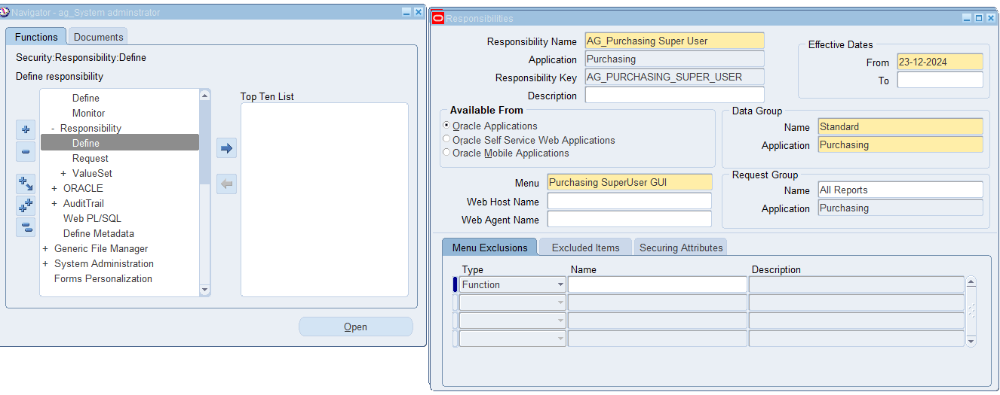 Navigator - ag_System adminstrator
Functions
Documents
Security:Responsibility:Define
Define responsibility
Define
Monitor
- Responsibility
Define
Request
+ ValueSet
+ ORACLE
+ AuditTrail
Web PL/SQL
Define Metadata
+ Generic File Manager
+ System Administration
Forms Personalization
Top Ten List
Open
Responsibilities
Responsibility Name AG_Purchasing Super User
Application Purchasing
Responsibility Key AG_PURCHASING_SUPER_USER
Description
Effective Dates
From 23-12-2024
To
Available From
Oracle Applications
Oracle Self Service Web Applications
Oracle Mobile Applications
Data Group
Name Standard
Application Purchasing
Menu Purchasing SuperUser GUI
Web Host Name
Web Agent Name
Request Group
Name All Reports
Application Purchasing
Menu Exclusions
Excluded Items
Securing Attributes
Type Name Description
Function